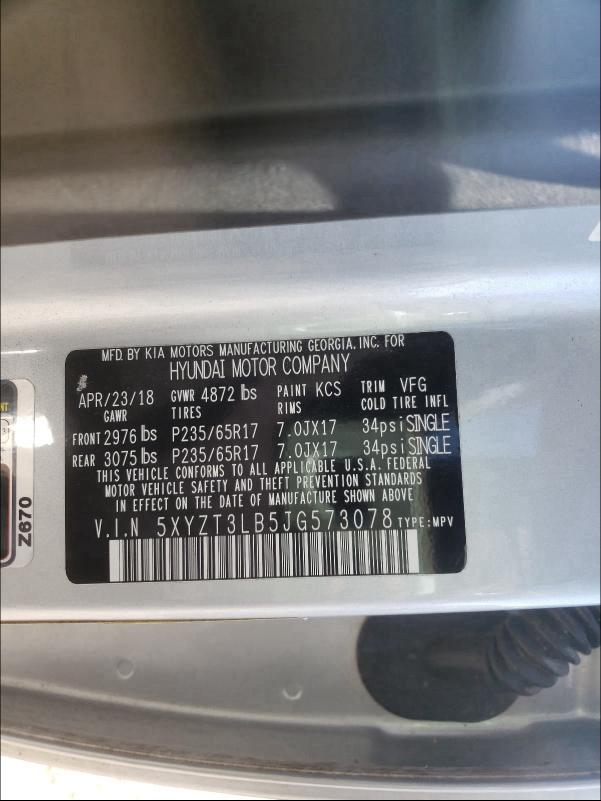 MFD. BY KIA MOTORS MANUFACTURING GEORGIA.INC. FOR
HYUNDAI MOTOR COMPANY
APR/23/18 GVWR 4872 lbs PAINT KCS TRIM VFG
GAWR TIRES RIMS COLD TIRE INFL
FRONT 2976 lbs P235/65R17 7.0JX17 34psi SINGLE
REAR 3075 lbs P235/65R17 7.0JX17 34psi SINGLE
THIS VEHICLE CONFORMS TO ALL APPLICABLE U.S.A. FEDERAL
MOTOR VEHICLE SAFETY AND THEFT PREVENTION STANDARDS
IN EFFECT ON THE DATE OF MANUFACTURE SHOWN ABOVE
V.I.N 5XYZT3LB5JG573078 TYPE:MPV
Z670